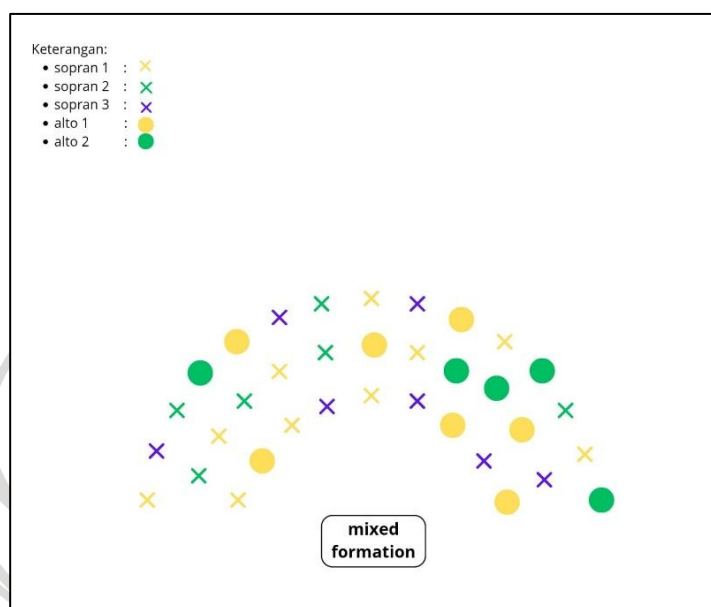 Keterangan:
• sopran 1 :
• sopran 2 :
• sopran 3 :
• alto 1 :
• alto 2 :
mixed
formation